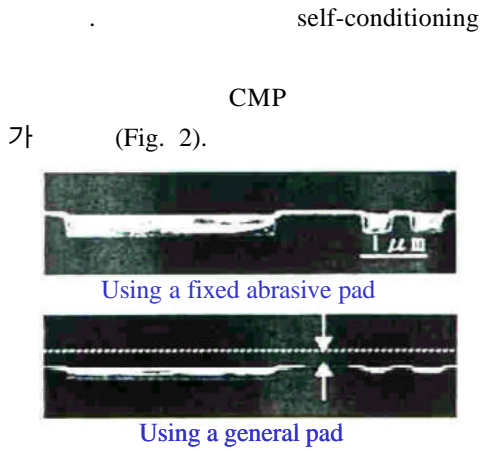 . self-conditioning
CMP
가 (Fig. 2).
1 μm
Using a fixed abrasive pad
Using a general pad